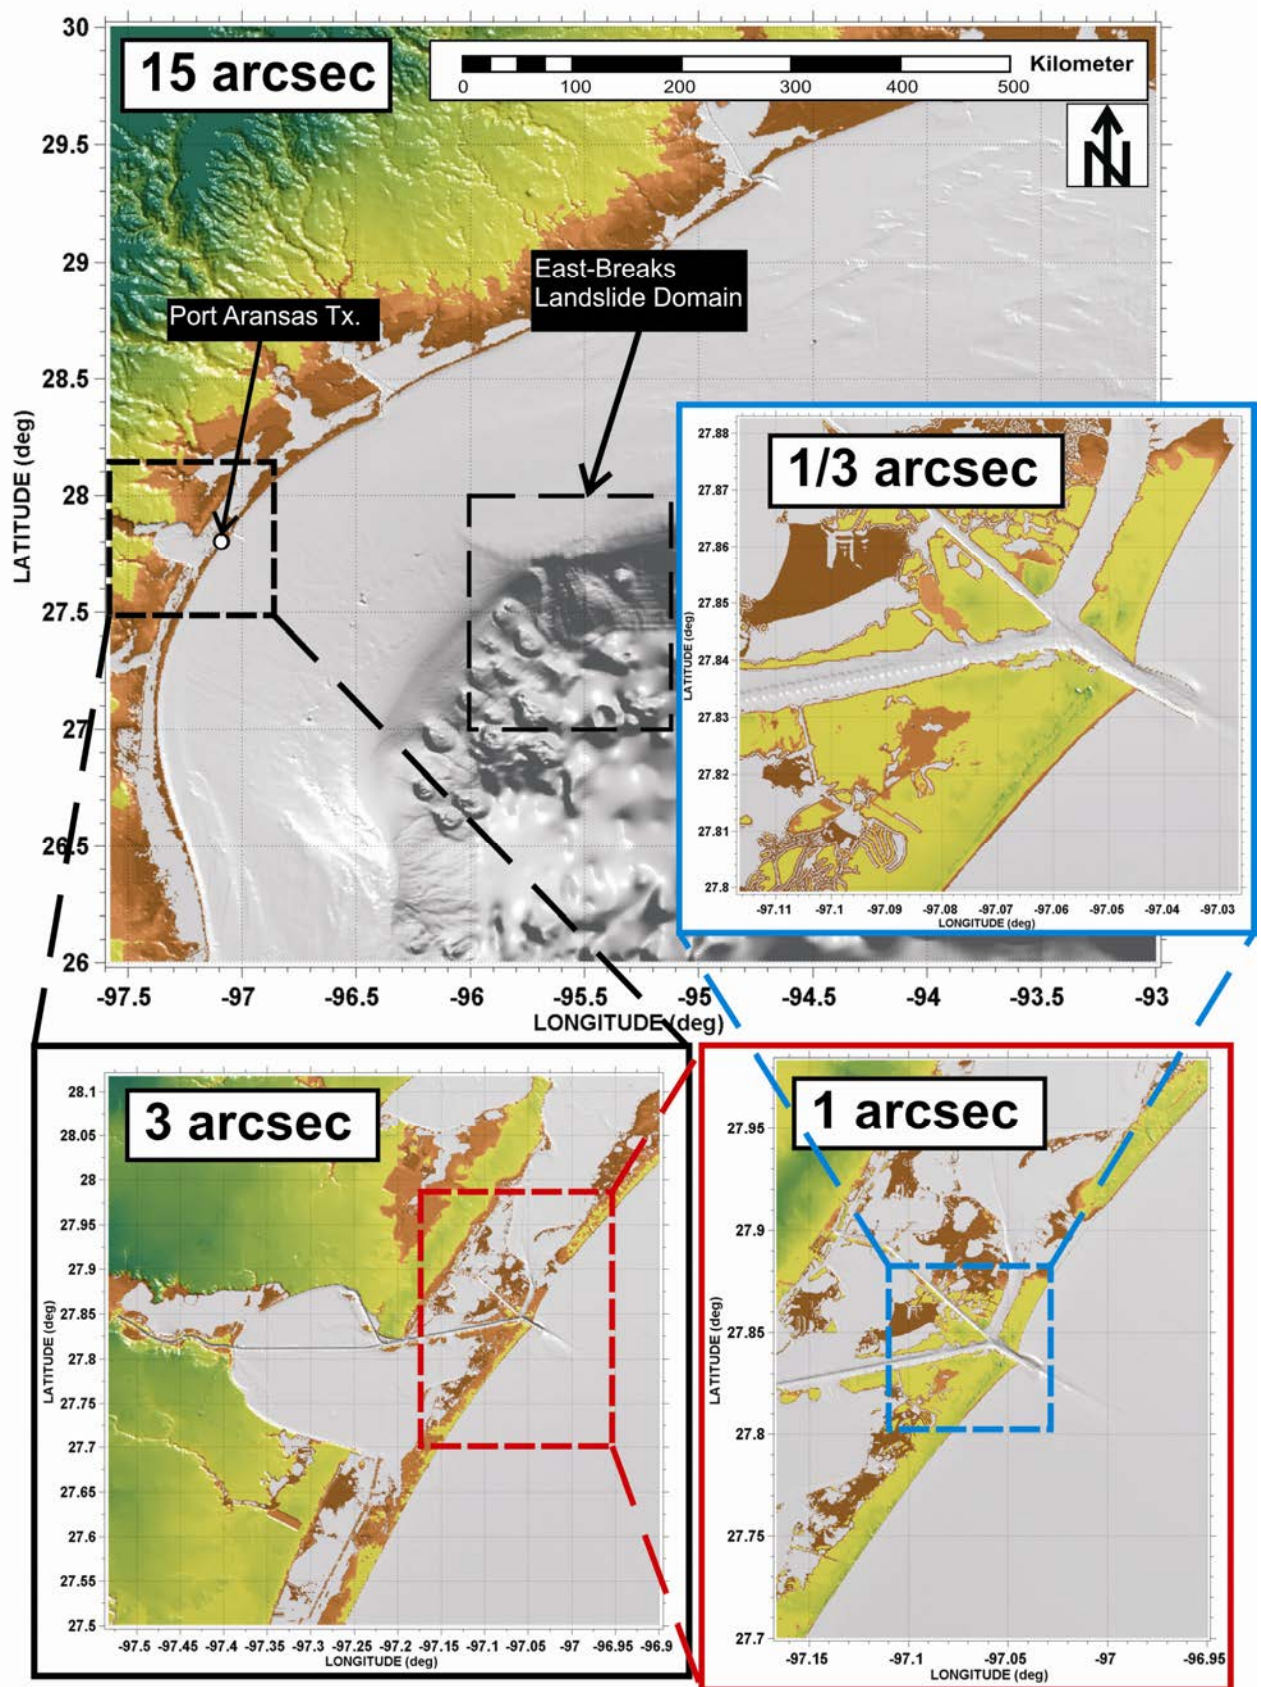 15 arcsec
Kilometer
0 100 200 300 400 500
N
30
29.5
29
28.5
28
27.5
27
26.5
26
LATITUDE (deg)
Port Aransas Tx.
East-Breaks
Landslide Domain
-97.5 -97 -96.5 -96 -95.5 -95 -94.5 -94 -93.5 -93
LONGITUDE (deg)
1/3 arcsec
27.88
27.87
27.86
27.85
27.84
27.83
27.82
27.81
27.8
LATITUDE (deg)
-97.11 -97.1 -97.09 -97.08 -97.07 -97.06 -97.05 -97.04 -97.03
LONGITUDE (deg)
3 arcsec
28.1
28.05
28
27.95
27.9
27.85
27.8
27.75
27.7
27.65
27.6
27.55
27.5
LATITUDE (deg)
-97.5 -97.45 -97.4 -97.35 -97.3 -97.25 -97.2 -97.15 -97.1 -97.05 -97 -96.95 -96.9
LONGITUDE (deg)
1 arcsec
27.95
27.9
27.85
27.8
27.75
27.7
LATITUDE (deg)
-97.15 -97.1 -97.05 -97 -96.95
LONGITUDE (deg)